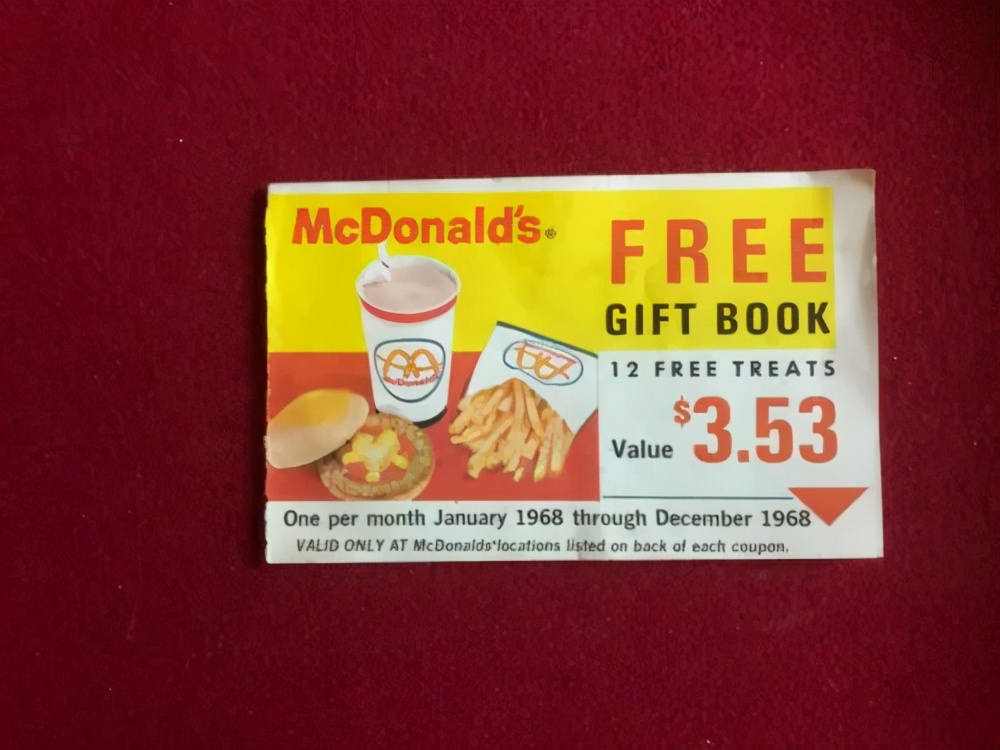 McDonald's®
FREE
GIFT BOOK
12 FREE TREATS
Value $3.53
McDonald's
One per month January 1968 through December 1968
VALID ONLY AT McDonalds' locations listed on back of each coupon.